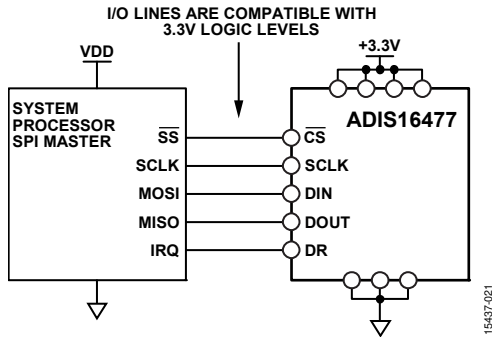 I/O LINES ARE COMPATIBLE WITH
3.3V LOGIC LEVELS
VDD
+3.3V
SYSTEM
PROCESSOR
SPI MASTER
ADIS16477
SS
CS
SCLK
SCLK
MOSI
DIN
MISO
DOUT
IRQ
DR
15437-021